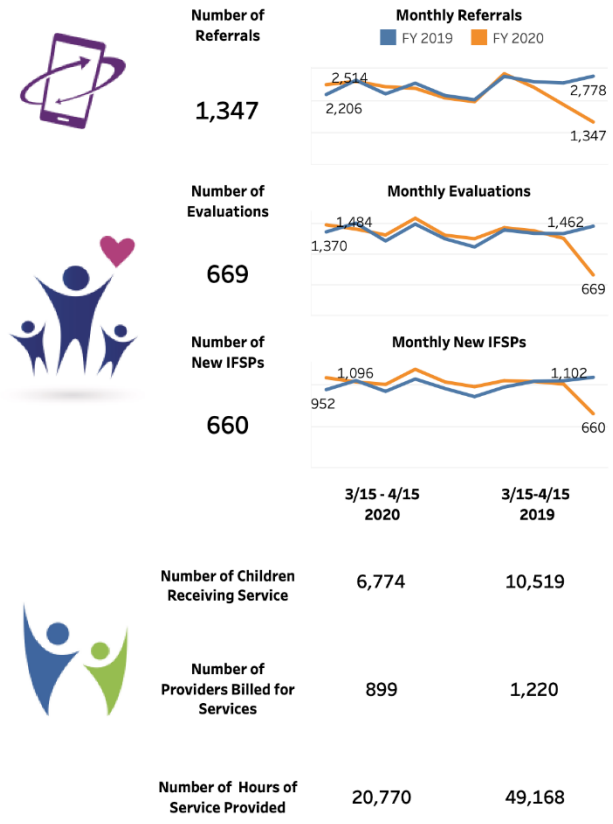 Number of
Referrals
1,347
Monthly Referrals
FY 2019 FY 2020
2,514
2,206
2,778
1,347
Number of
Evaluations
669
Monthly Evaluations
1,484
1,462
1,370
669
Number of
New IFSPs
660
Monthly New IFSPs
1,096
1,102
952
660
3/15 - 4/15
2020
3/15-4/15
2019
Number of Children
Receiving Service
6,774
10,519
Number of
Providers Billed for
Services
899
1,220
Number of Hours of
Service Provided
20,770
49,168